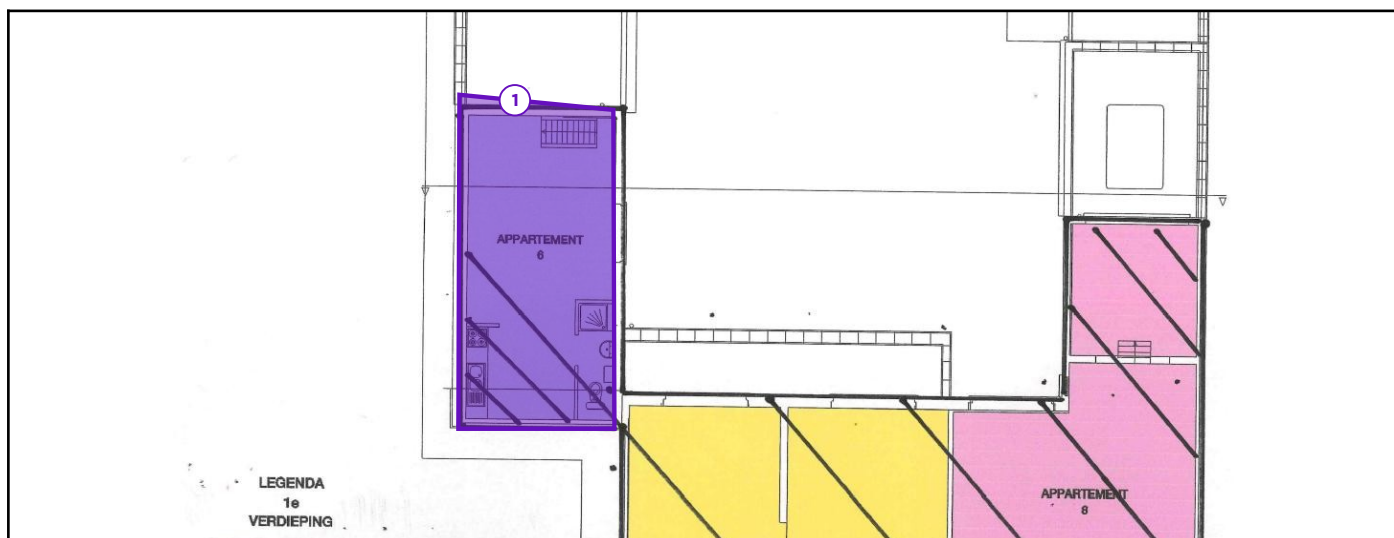 1
APPARTEMENT
6
APPARTEMENT
8
LEGENDA
1e
VERDIEPING